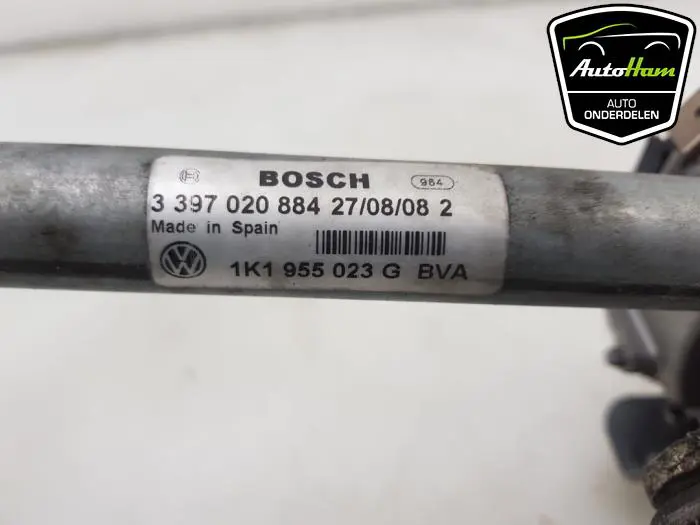 AutoHam
AUTO
ONDERDELEN
BOSCH 964
3 397 020 884 27/08/08 2
Made in Spain
1K1 955 023 G BVA